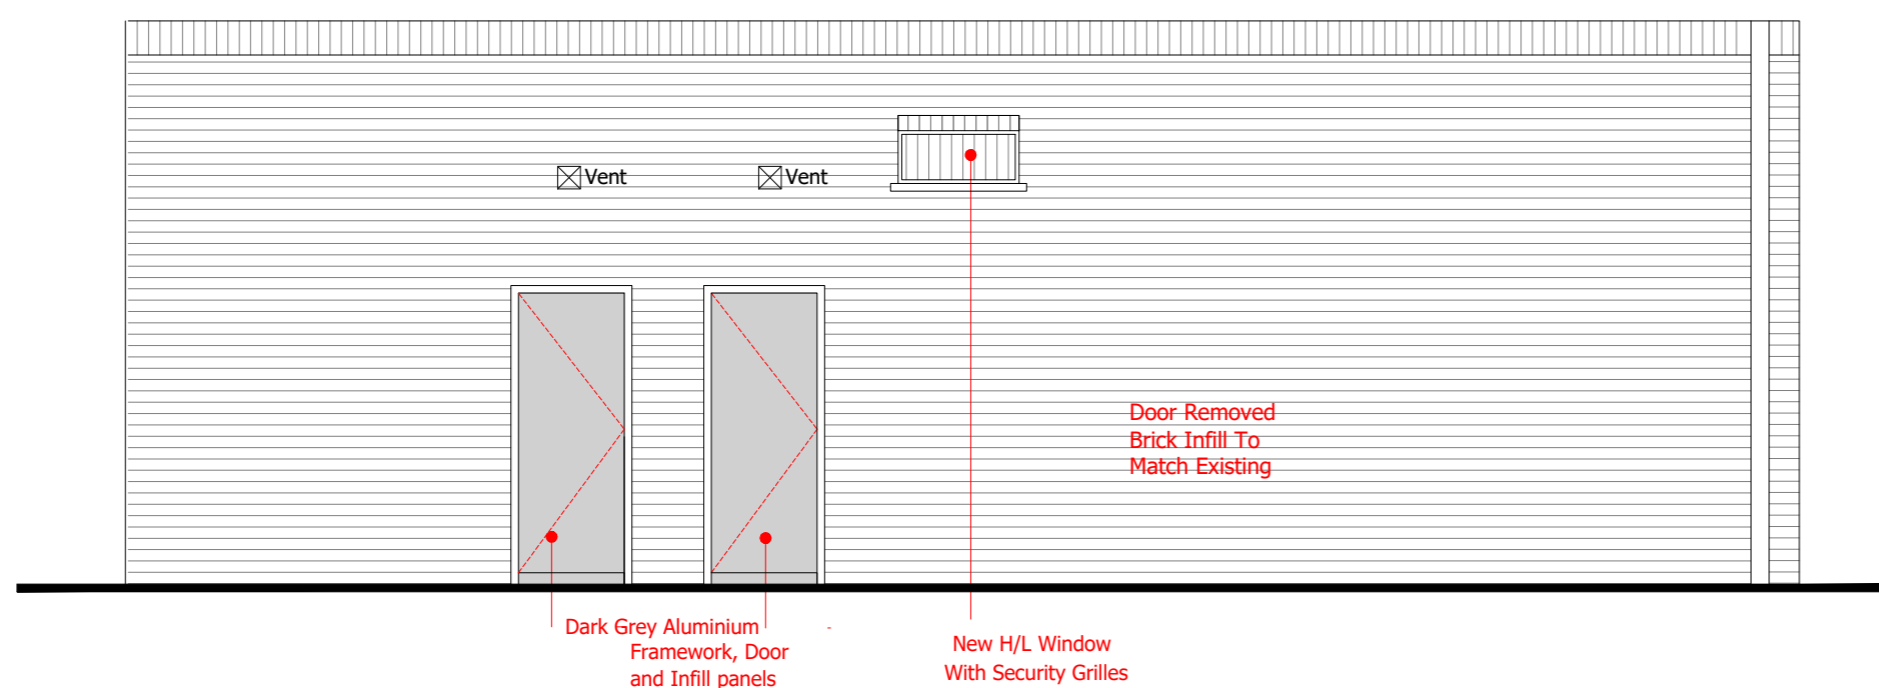 Vent
Vent
Door Removed
Brick Infill To
Match Existing
Dark Grey Aluminium
Framework, Door
and Infill panels
New H/L Window
With Security Grilles